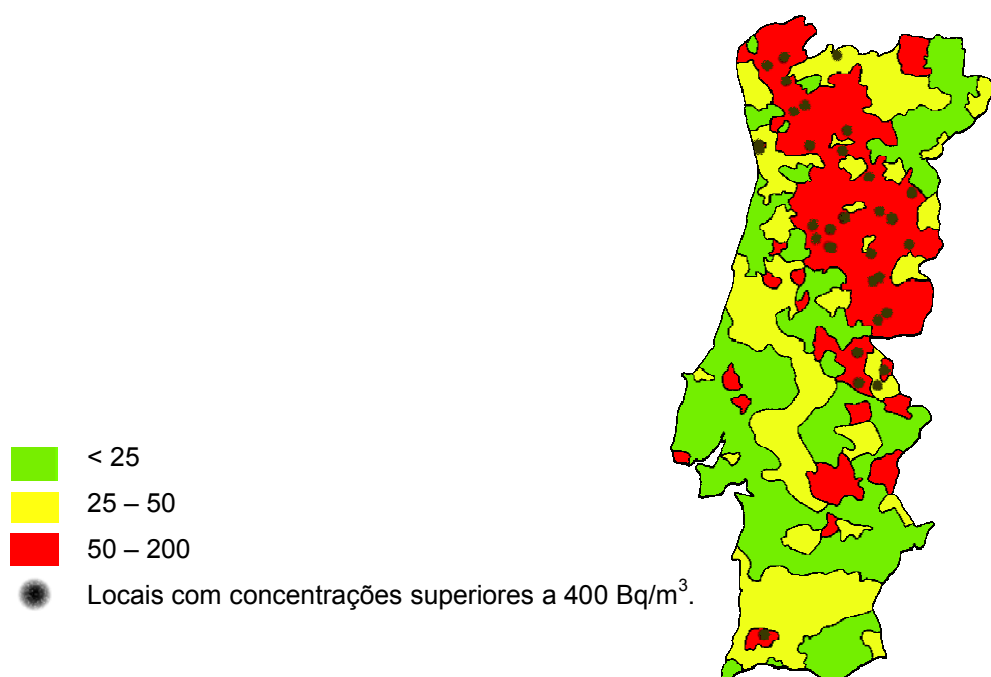 < 25
25 – 50
50 – 200
Locais com concentrações superiores a 400 Bq/m³.